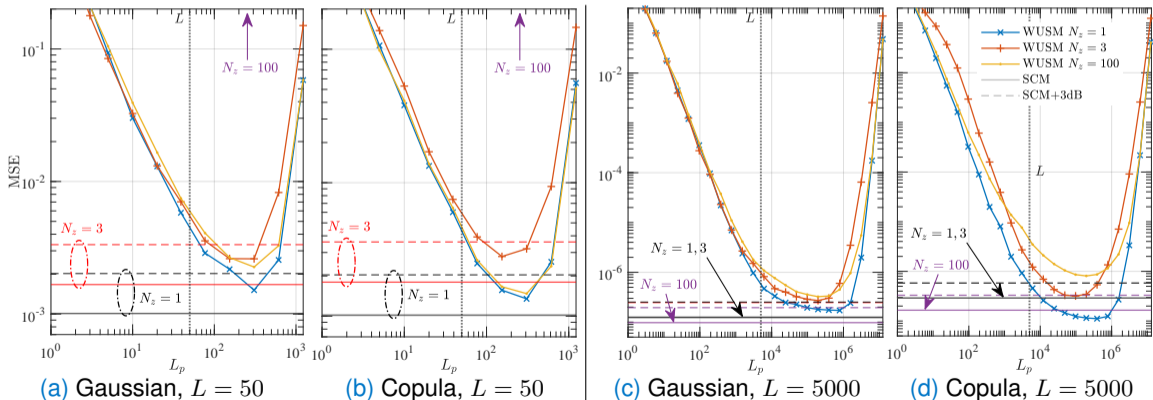 L
L
MSE
10^{-1}
10^{-2}
10^{-3}
N_z = 100
N_z = 3
N_z = 1
10^0 10^1 10^2 10^3
L_p
(a) Gaussian, L = 50
N_z = 100
N_z = 3
N_z = 1
10^0 10^1 10^2 10^3
L_p
(b) Copula, L = 50
10^{-2}
10^{-4}
10^{-6}
L
N_z = 1, 3
N_z = 100
10^0 10^2 10^4 10^6
L_p
(c) Gaussian, L = 5000
WUSM N_z = 1
WUSM N_z = 3
WUSM N_z = 100
SCM
SCM+3dB
L
N_z = 1, 3
N_z = 100
10^0 10^2 10^4 10^6
L_p
(d) Copula, L = 5000